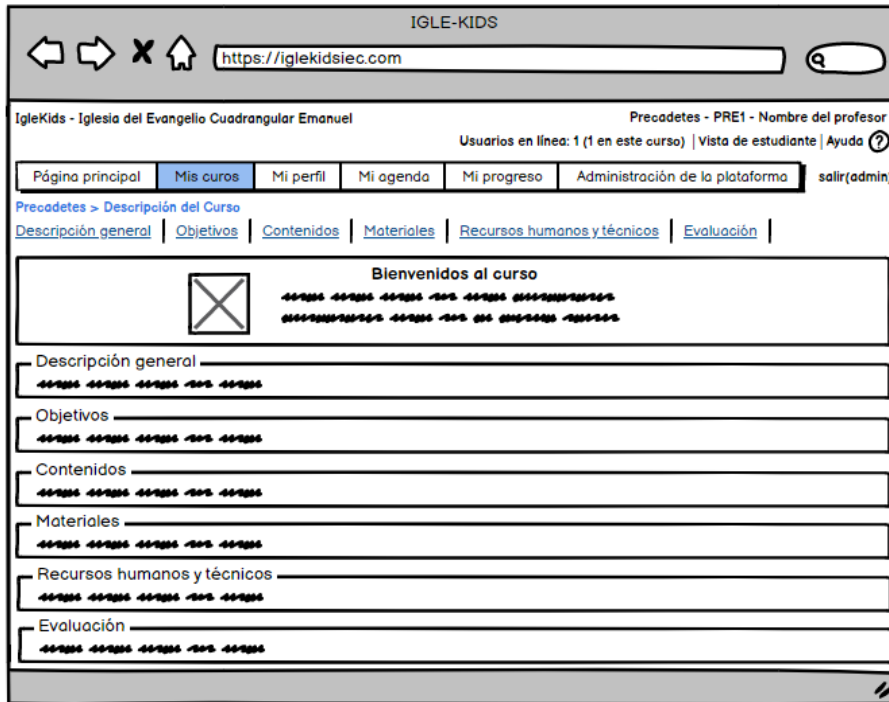 IGLE-KIDS
https://iglekidsiec.com
IgleKids - Iglesia del Evangelio Cuadrangular Emanuel
Precadetes - PRE1 - Nombre del profesor
Usuarios en línea: 1 (1 en este curso) | Vista de estudiante | Ayuda ?
Página principal Mis curos Mi perfil Mi agenda Mi progreso Administración de la plataforma salir(admin)
Precadetes > Descripción del Curso
Descripción general | Objetivos | Contenidos | Materiales | Recursos humanos y técnicos | Evaluación |
Bienvenidos al curso
Descripción general
Objetivos
Contenidos
Materiales
Recursos humanos y técnicos
Evaluación